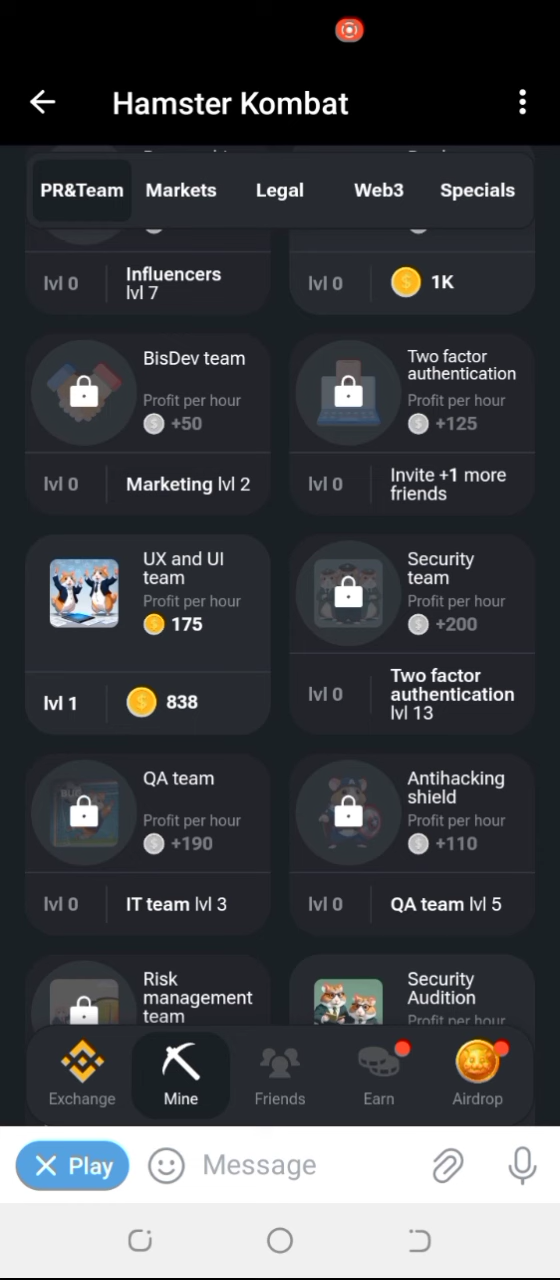 Hamster Kombat
PR&Team Markets Legal Web3 Specials
lvl 0
Influencers
lvl 7
lvl 0
1K
BisDev team
Profit per hour
+50
lvl 0
Marketing lvl 2
Two factor
authentication
Profit per hour
+125
lvl 0
Invite +1 more
friends
UX and UI
team
Profit per hour
175
lvl 1
838
Security
team
Profit per hour
+200
lvl 0
Two factor
authentication
lvl 13
QA team
Profit per hour
+190
lvl 0
IT team lvl 3
Antihacking
shield
Profit per hour
+110
lvl 0
QA team lvl 5
Risk
management
team
Security
Audition
Profit per hour
Exchange Mine Friends Earn Airdrop
Play
Message